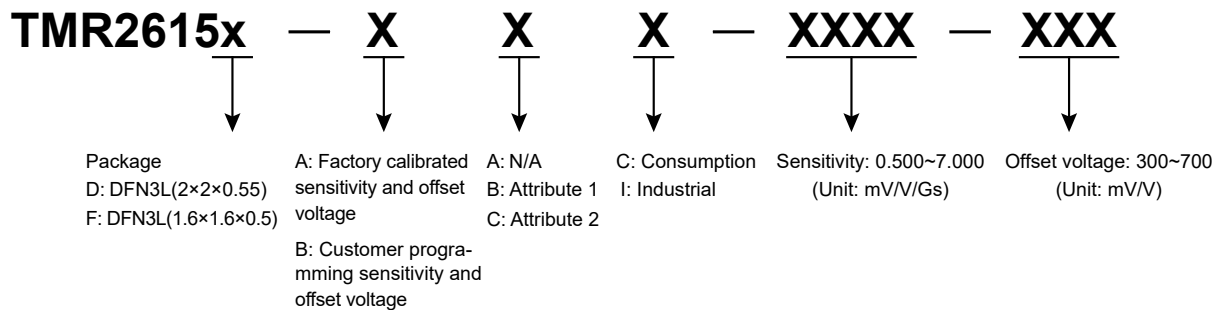 TMR2615x — X X X — XXXX — XXX
Package
D: DFN3L(2×2×0.55)
F: DFN3L(1.6×1.6×0.5)
A: Factory calibrated
sensitivity and offset
voltage
B: Customer progra-
mming sensitivity and
offset voltage
A: N/A
B: Attribute 1
C: Attribute 2
C: Consumption
I: Industrial
Sensitivity: 0.500~7.000
(Unit: mV/V/Gs)
Offset voltage: 300~700
(Unit: mV/V)